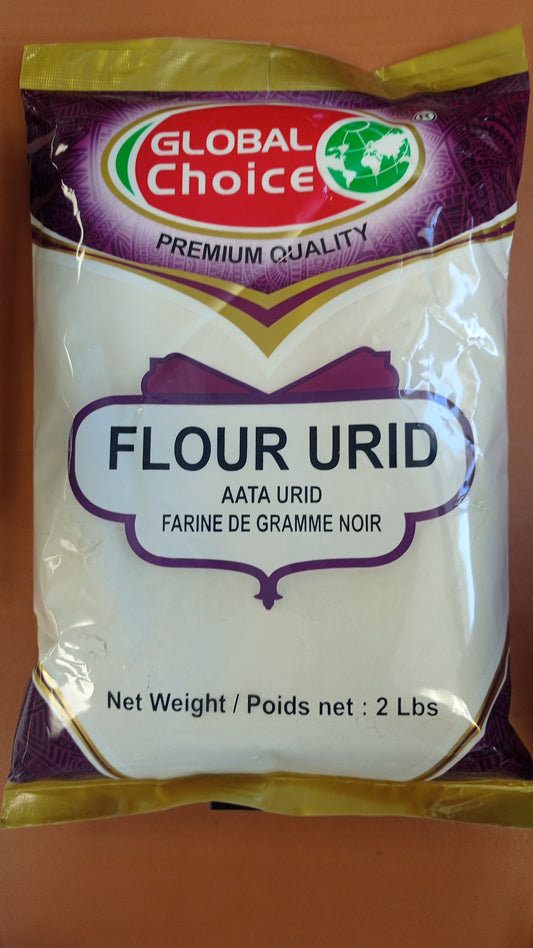 GLOBAL
Choice
®
PREMIUM QUALITY
FLOUR URID
AATA URID
FARINE DE GRAMME NOIR
Net Weight / Poids net : 2 Lbs